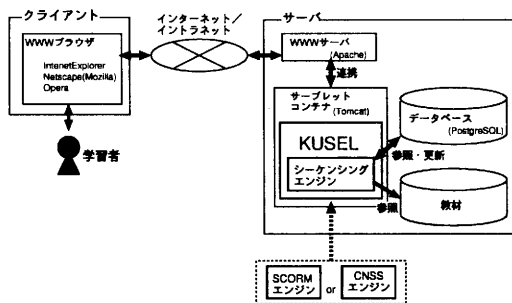 クライアント
WWWブラウザ
IntenetExplorer
Netscape(Mozilla)
Opera
学習者
インターネット／
イントラネット
サーバ
WWWサーバ
(Apache)
連携
サーブレット
コンテナ
(Tomcat)
KUSEL
シーケンシング
エンジン
データベース
(PostgreSQL)
参照・更新
参照
教材
SCORM
エンジン
or
CNSS
エンジン